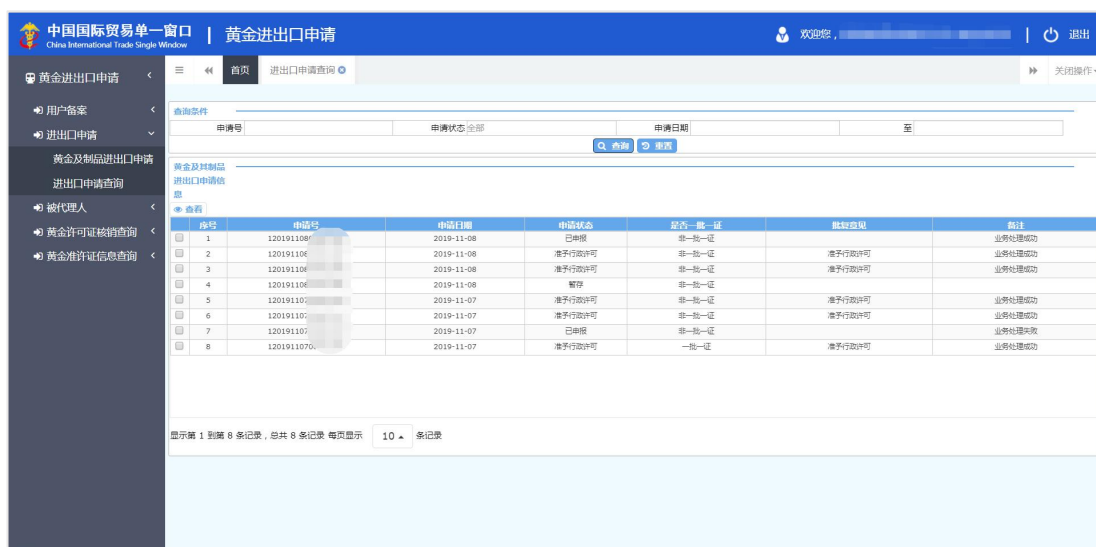 中国国际贸易单一窗口 | 黄金进出口申请 欢迎您， | 退出
China International Trade Single Window
黄金进出口申请 首页 进出口申请查询 关闭操作
用户备案
进出口申请
黄金及制品进出口申请
进出口申请查询
被代理人
黄金许可证核销查询
黄金准许证信息查询
查询条件
申请号 申请状态 全部 申请日期 至
查询 重置
黄金及其制品
进出口申请信
息
查看
序号 申请号 申请日期 申请状态 是否一批一证 批复意见 备注
1 120191108 2019-11-08 已申报 非一批一证 业务处理成功
2 12019110 2019-11-08 准予行政许可 非一批一证 准予行政许可 业务处理成功
3 12019110 2019-11-08 准予行政许可 非一批一证 准予行政许可 业务处理成功
4 12019110 2019-11-08 暂存 非一批一证
5 12019110 2019-11-07 准予行政许可 非一批一证 准予行政许可 业务处理成功
6 12019110 2019-11-07 准予行政许可 非一批一证 准予行政许可 业务处理成功
7 12019110 2019-11-07 已申报 非一批一证 业务处理失败
8 1201911070 2019-11-07 准予行政许可 一批一证 准予行政许可 业务处理成功
显示第 1 到第 8 条记录，总共 8 条记录 每页显示 10 条记录